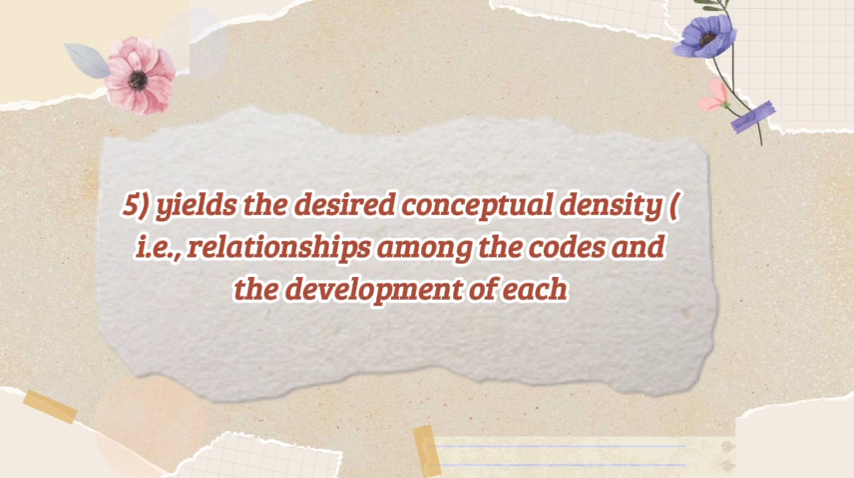 5) yields the desired conceptual density (
i.e., relationships among the codes and
the development of each